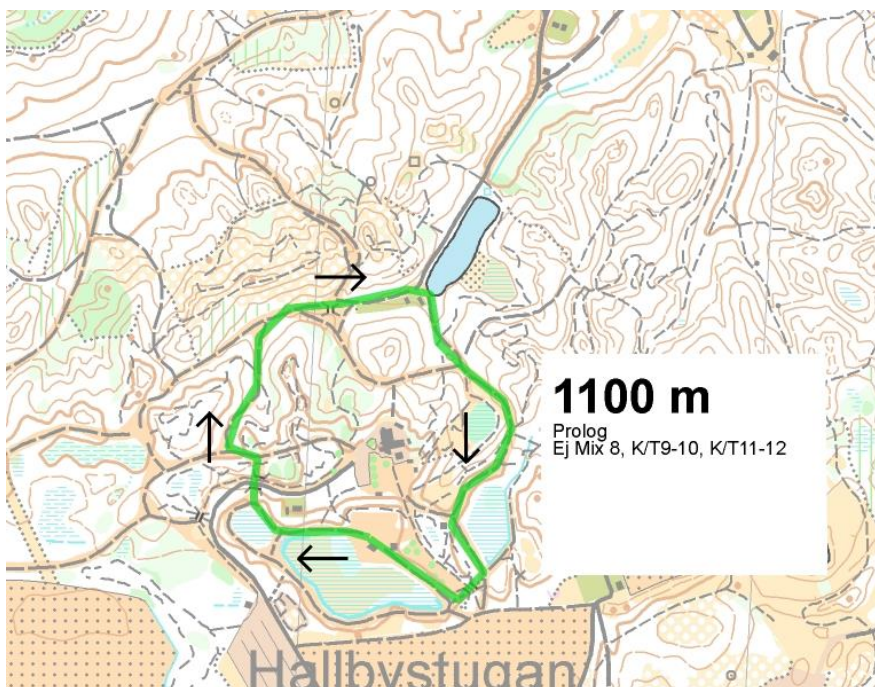 1100 m
Prolog
Ej Mix 8, K/T9-10, K/T11-12
Hallbystugan